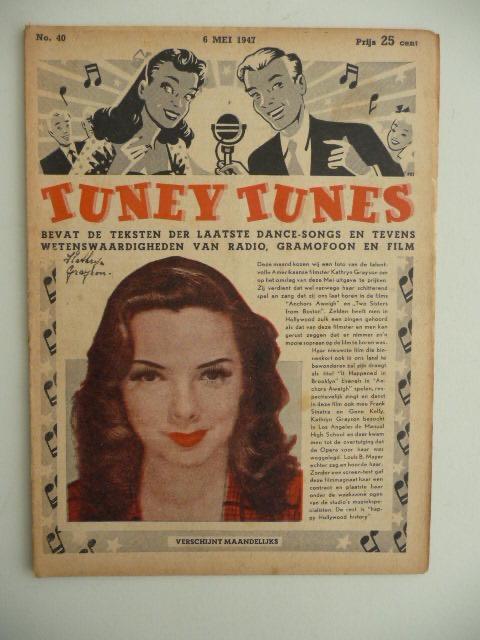 No. 40
6 MEI 1947
Prijs 25 cent
TUNEY TUNES
BEVAT DE TEKSTEN DER LAATSTE DANCE-SONGS EN TEVENS
WETENSWAARDIGHEDEN VAN RADIO, GRAMOFOON EN FILM
Kathryn
Grayson.
Deze maand kozen wij een foto van de talent-
volle Amerikaanse filmster Kathryn Grayson om
het omslag van deze Mei uitgave te prijken.
Zij verdient dat wel vanwege haar schitterend
spel en zang dat zij ons laat horen in de films
"Anchors Aweigh" en „Two Sisters
from Boston". Zelden heeft men in
Hollywood zulk een zingen gehoord
als dat van deze filmster en men kan
gerust zeggen dat er nimmer zo'n
mooie sopraan op de film te horen was.
Haar nieuwste film die bin-
nenkort ook in ons land te
bewonderen zal zijn draagt
als titel "It Happened in
Brooklyn". Evenals in "An-
chors Aweigh" spelen, res-
pectievelijk zingt en danst
in deze film ook mee Frank
Sinatra en Gene Kelly.
Kathryn Grayson bezocht
in Los Angeles de Manual
High School en daar kwam
men tot de overtuiging dat
de Opera voor haar was
weggelegd. Louis B. Mayer
echter zag en hoorde haar.
Zonder een screen-test gaf
deze filmmagnaat haar een
contract en plaatste haar
onder de waakzame ogen
van de studio's muziekspe-
cialisten. De rest is "hap-
py Hollywood history"
VERSCHIJNT MAANDELIJKS